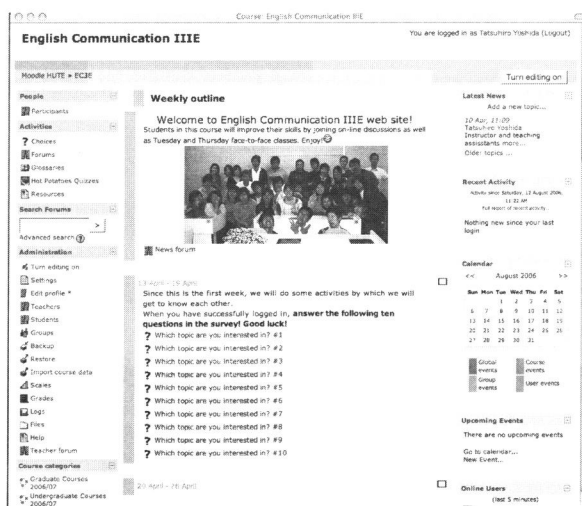 Course: English Communication IIIE
English Communication IIIE
You are logged in as Tatsuhiro Yoshida (Logout)
Moodle HUTE » EC3E
Turn editing on
People
Participants
Activities
Choices
Forums
Glossaries
Hot Potatoes Quizzes
Resources
Search Forums
>
Advanced search
Administration
Turn editing on
Settings
Edit profile *
Teachers
Students
Groups
Backup
Restore
Import course data
Scales
Grades
Logs
Files
Help
Teacher forum
Course categories
Graduate Courses
2006/07
Undergraduate Courses
2006/07
Weekly outline
Welcome to English Communication IIIE web site!
Students in this course will improve their skills by joining on-line discussions as well
as Tuesday and Thursday face-to-face classes. Enjoy!
News forum
13 April - 19 April
Since this is the first week, we will do some activities by which we will
get to know each other.
When you have successfully logged in, answer the following ten
questions in the survey! Good luck!
? Which topic are you interested in? #1
? Which topic are you interested in? #2
? Which topic are you interested in? #3
? Which topic are you interested in? #4
? Which topic are you interested in? #5
? Which topic are you interested in? #6
? Which topic are you interested in? #7
? Which topic are you interested in? #8
? Which topic are you interested in? #9
? Which topic are you interested in? #10
20 April - 26 April
Latest News
Add a new topic...
10 Apr, 11:09
Tatsuhiro Yoshida
Instructor and teaching
assistants more...
Older topics ...
Recent Activity
Activity since Saturday, 12 August 2006,
11:22 AM
Full report of recent activity...
Nothing new since your last
login
Calendar
<< August 2006 >>
Sun Mon Tue Wed Thu Fri Sat
1 2 3 4 5
6 7 8 9 10 11 12
13 14 15 16 17 18 19
20 21 22 23 24 25 26
27 28 29 30 31
Global events
Course events
Group events
User events
Upcoming Events
There are no upcoming events
Go to calendar...
New Event...
Online Users
(last 5 minutes)